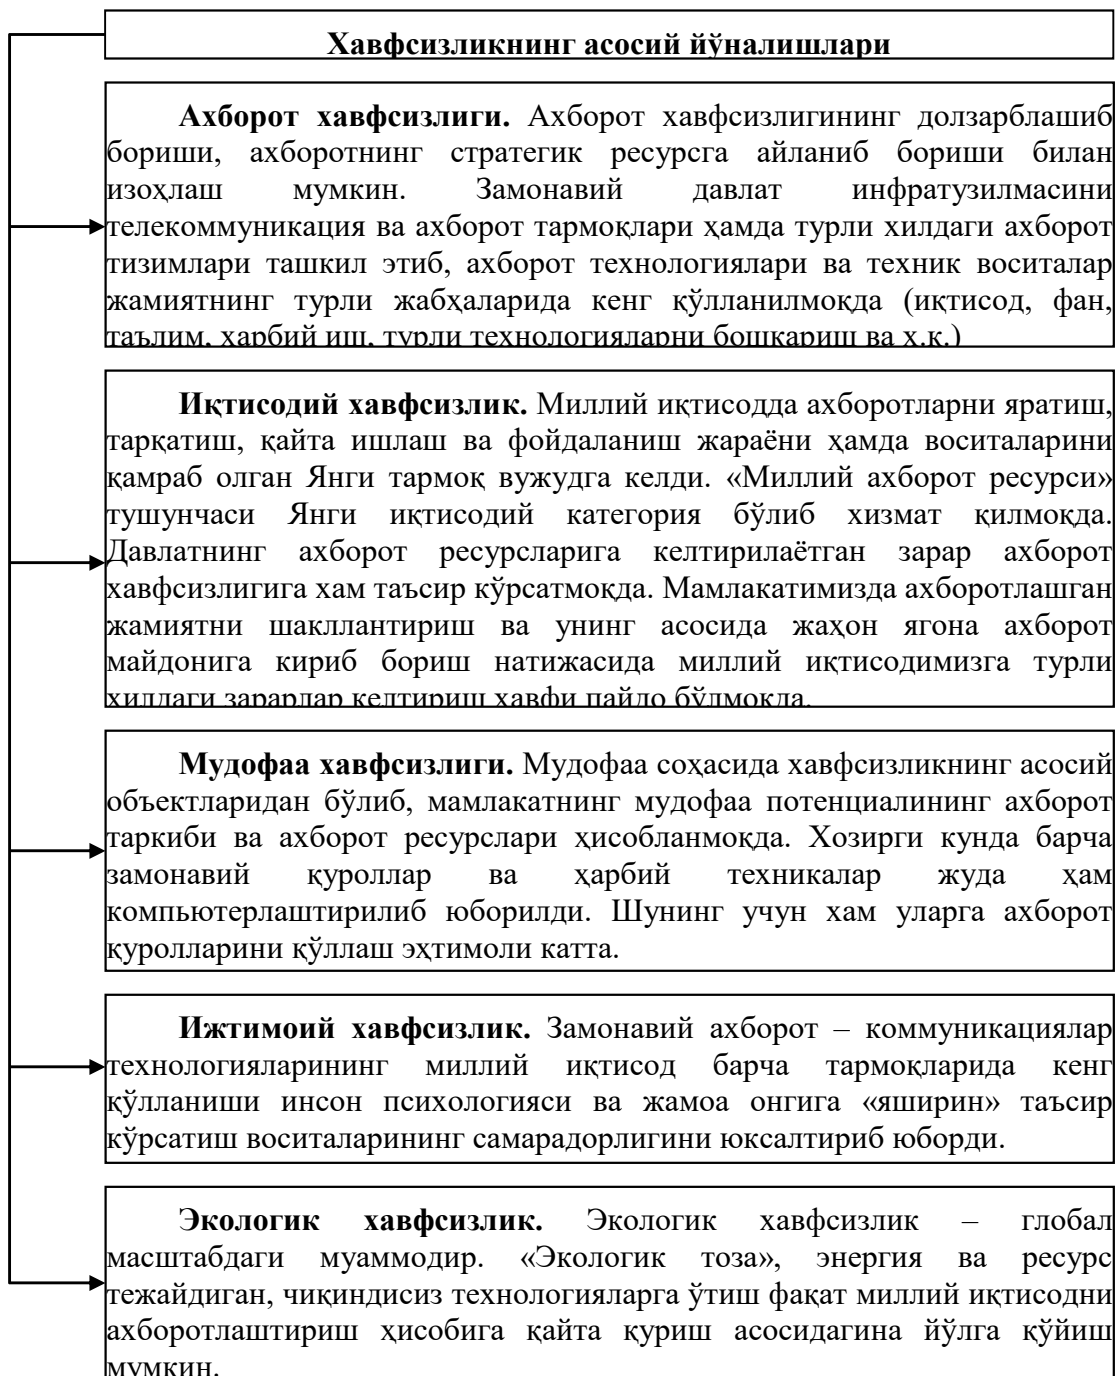 Хавфсизликнинг асосий йўналишлари
Ахборот хавфсизлиги. Ахборот хавфсизлигининг долзарблашиб
бориши, ахборотнинг стратегик ресурсга айланиб бориши билан
изоҳлаш мумкин. Замонавий давлат инфратузилмасини
телекоммуникация ва ахборот тармоқлари ҳамда турли хилдаги ахборот
тизимлари ташкил этиб, ахборот технологиялари ва техник воситалар
жамиятнинг турли жабҳаларида кенг қўлланилмоқда (иқтисод, фан,
таълим, харбий иш, турли технологияларни бошкариш ва х.к.)
Иқтисодий хавфсизлик. Миллий иқтисодда ахборотларни яратиш,
тарқатиш, қайта ишлаш ва фойдаланиш жараёни ҳамда воситаларини
қамраб олган Янги тармоқ вужудга келди. «Миллий ахборот ресурси»
тушунчаси Янги иқтисодий категория бўлиб хизмат қилмоқда.
Давлатнинг ахборот ресурсларига келтирилаётган зарар ахборот
хавфсизлигига хам таъсир кўрсатмоқда. Мамлакатимизда ахборотлашган
жамиятни шакллантириш ва унинг асосида жаҳон ягона ахборот
майдонига кириб бориш натижасида миллий иқтисодимизга турли
хилдаги зарарлар келтириш хавфи пайдо бўлмокда.
Мудофаа хавфсизлиги. Мудофаа соҳасида хавфсизликнинг асосий
объектларидан бўлиб, мамлакатнинг мудофаа потенциалининг ахборот
таркиби ва ахборот ресурслари ҳисобланмоқда. Хозирги кунда барча
замонавий қуроллар ва ҳарбий техникалар жуда ҳам
компьютерлаштирилиб юборилди. Шунинг учун хам уларга ахборот
қуролларини қўллаш эҳтимоли катта.
Ижтимоий хавфсизлик. Замонавий ахборот – коммуникациялар
технологияларининг миллий иқтисод барча тармоқларида кенг
қўлланиши инсон психологияси ва жамоа онгига «яширин» таъсир
кўрсатиш воситаларининг самарадорлигини юксалтириб юборди.
Экологик хавфсизлик. Экологик хавфсизлик – глобал
масштабдаги муаммодир. «Экологик тоза», энергия ва ресурс
тежайдиган, чиқиндисиз технологияларга ўтиш фақат миллий иқтисодни
ахборотлаштириш ҳисобига қайта қуриш асосидагина йўлга қўйиш
мумкин.